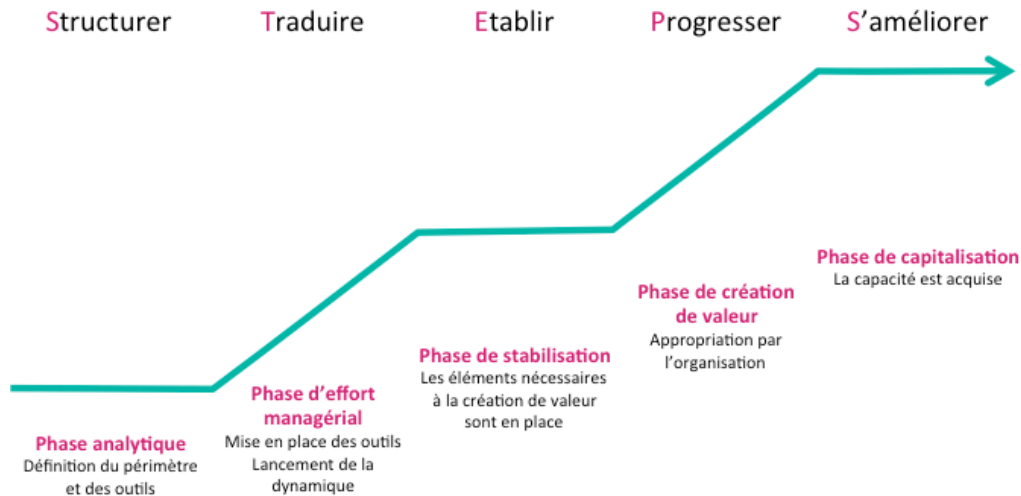 Structurer
Traduire
Etablir
Progresser
S'améliorer
Phase analytique
Définition du périmètre
et des outils
Phase d'effort
managérial
Mise en place des outils
Lancement de la
dynamique
Phase de stabilisation
Les éléments nécessaires
à la création de valeur
sont en place
Phase de création
de valeur
Appropriation par
l'organisation
Phase de capitalisation
La capacité est acquise